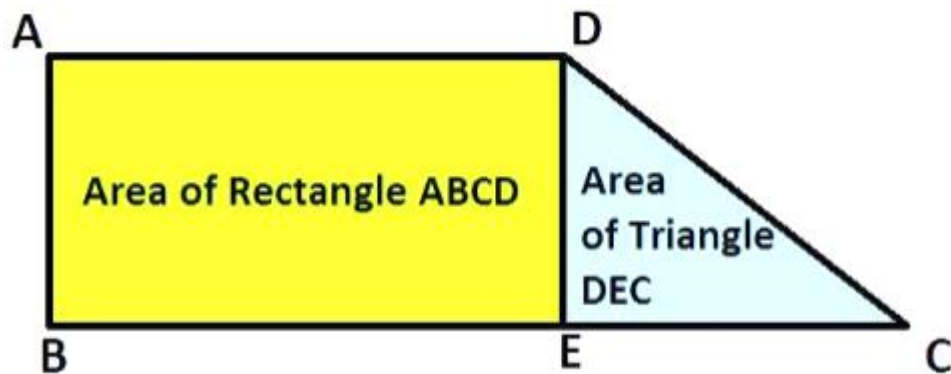 A
D
Area of Rectangle ABCD
Area
of Triangle
DEC
B
E
C